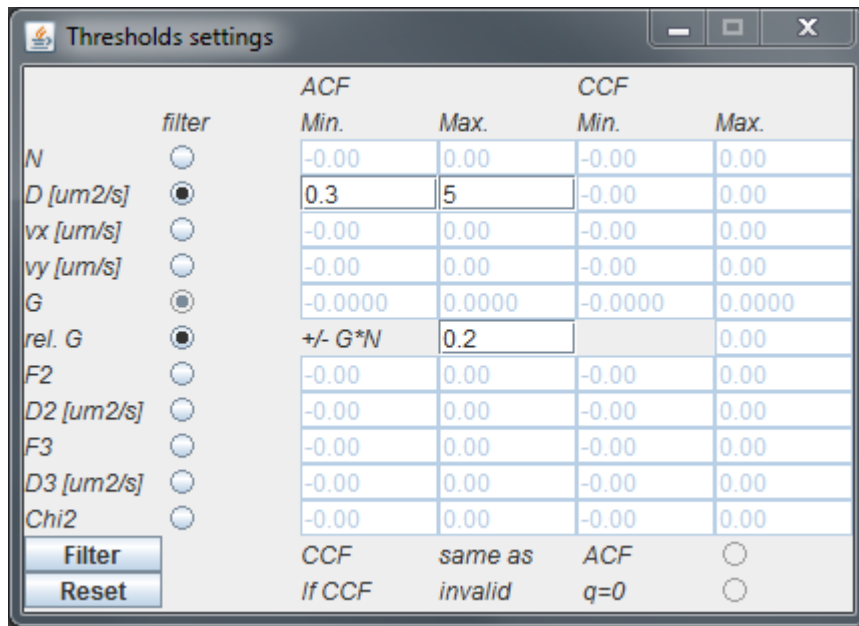 Thresholds settings
ACF CCF
filter Min. Max. Min. Max.
N -0.00 0.00 -0.00 0.00
D [um2/s] 0.3 5 -0.00 0.00
vx [um/s] -0.00 0.00 -0.00 0.00
vy [um/s] -0.00 0.00 -0.00 0.00
G -0.0000 0.0000 -0.0000 0.0000
rel. G +/- G*N 0.2 0.00
F2 -0.00 0.00 -0.00 0.00
D2 [um2/s] -0.00 0.00 -0.00 0.00
F3 -0.00 0.00 -0.00 0.00
D3 [um2/s] -0.00 0.00 -0.00 0.00
Chi2 -0.00 0.00 -0.00 0.00
Filter CCF same as ACF
Reset If CCF invalid q=0